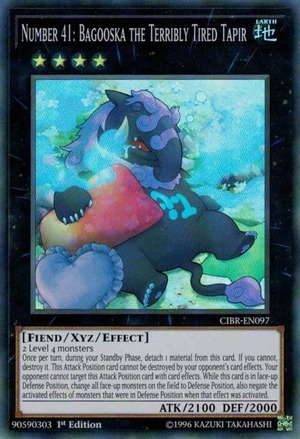 NUMBER 41: BAGOOSKA THE TERRIBLY TIRED TAPIR
EARTH
地
41
CIBR-EN097
[FIEND/XYZ/EFFECT]
2 Level 4 monsters
Once per turn, during your Standby Phase, detach 1 material from this card. If you cannot,
destroy it. This Attack Position card cannot be destroyed by your opponent's card effects. Your
opponent cannot target this Attack Position card with card effects. While this card is in face-up
Defense Position, change all face-up monsters on the field to Defense Position, also negate the
activated effects of monsters that were in Defense Position when that effect was activated.
ATK/2100 DEF/2000
90590303 1st Edition ©1996 KAZUKI TAKAHASHI